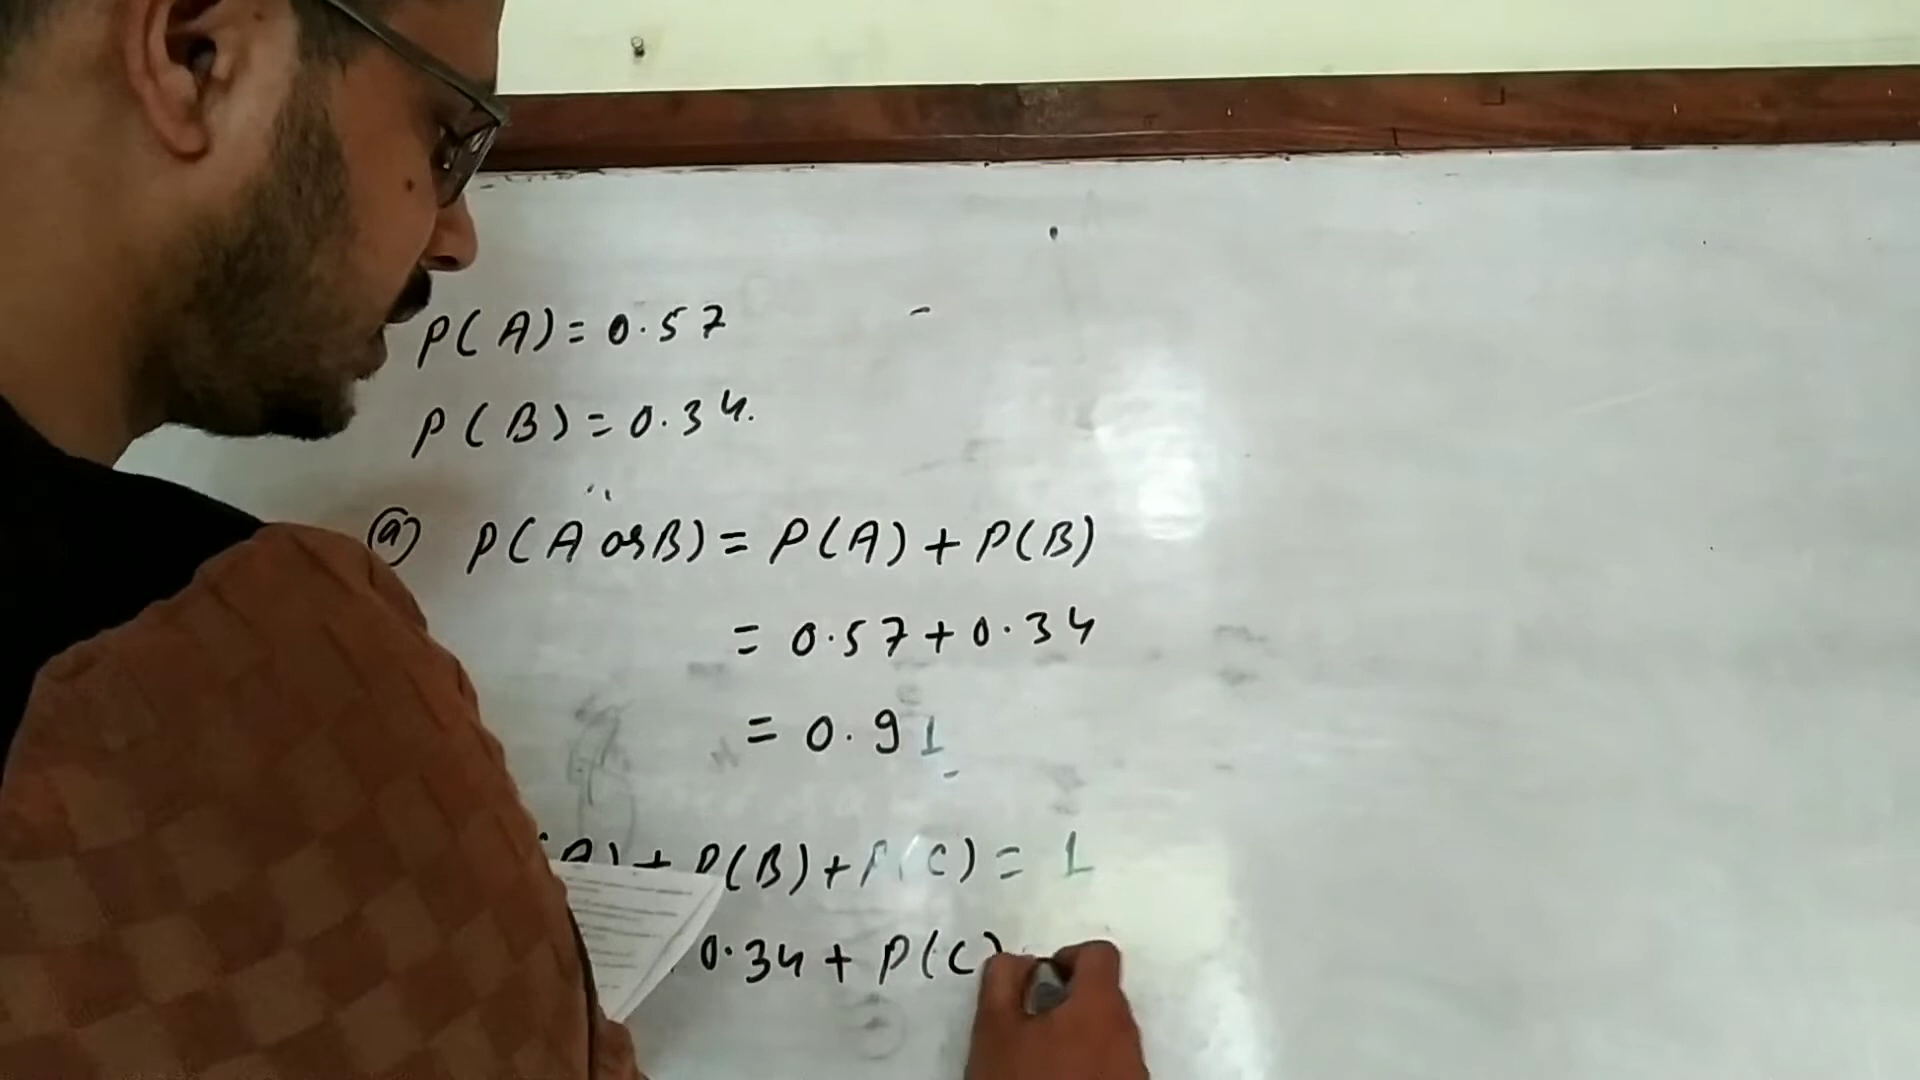 P(A) = 0.57
P(B) = 0.34.
(a) P(A or B) = P(A) + P(B)
= 0.57 + 0.34
= 0.91
(A) + P(B) + P(C) = 1
0.34 + P(C)